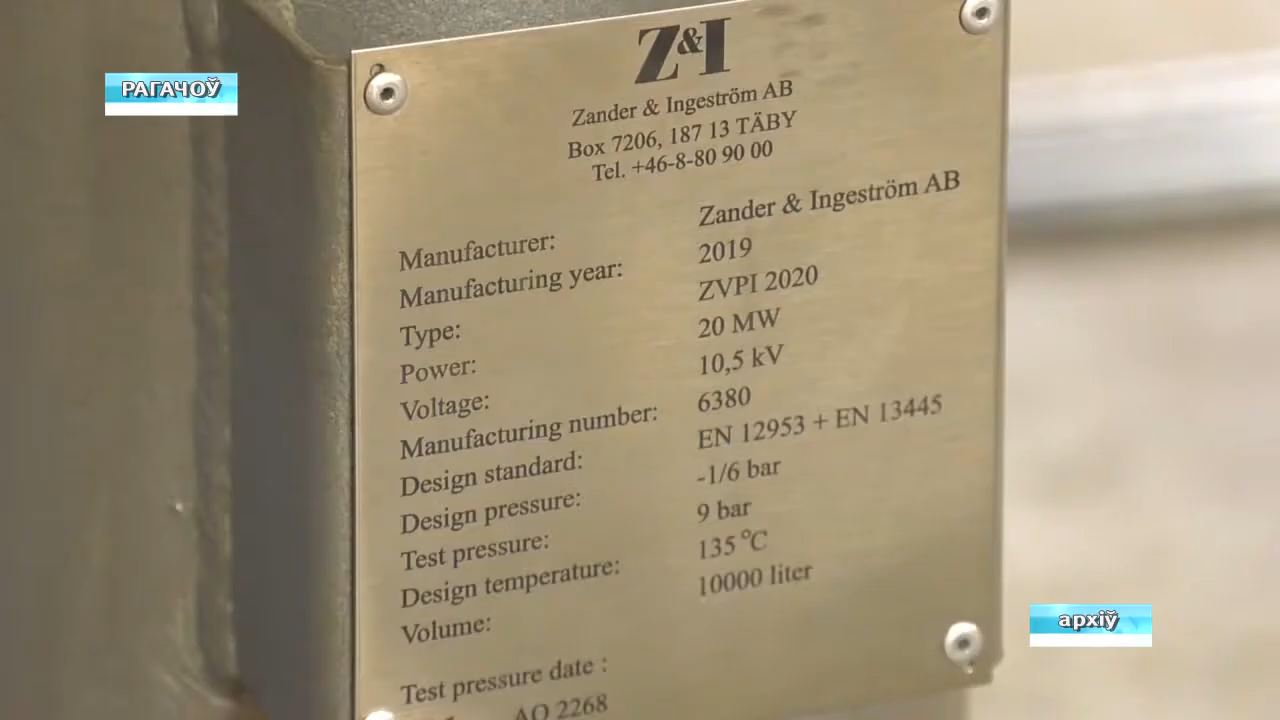 РАГАЧОЎ
Z&I
Zander & Ingeström AB
Box 7206, 187 13 TÄBY
Tel. +46-8-80 90 00
Manufacturer: Zander & Ingeström AB
Manufacturing year: 2019
Type: ZVPI 2020
Power: 20 MW
Voltage: 10,5 kV
Manufacturing number: 6380
Design standard: EN 12953 + EN 13445
Design pressure: -1/6 bar
Test pressure: 9 bar
Design temperature: 135 °C
Volume: 10000 liter
архіў
Test pressure date :
AO 2268